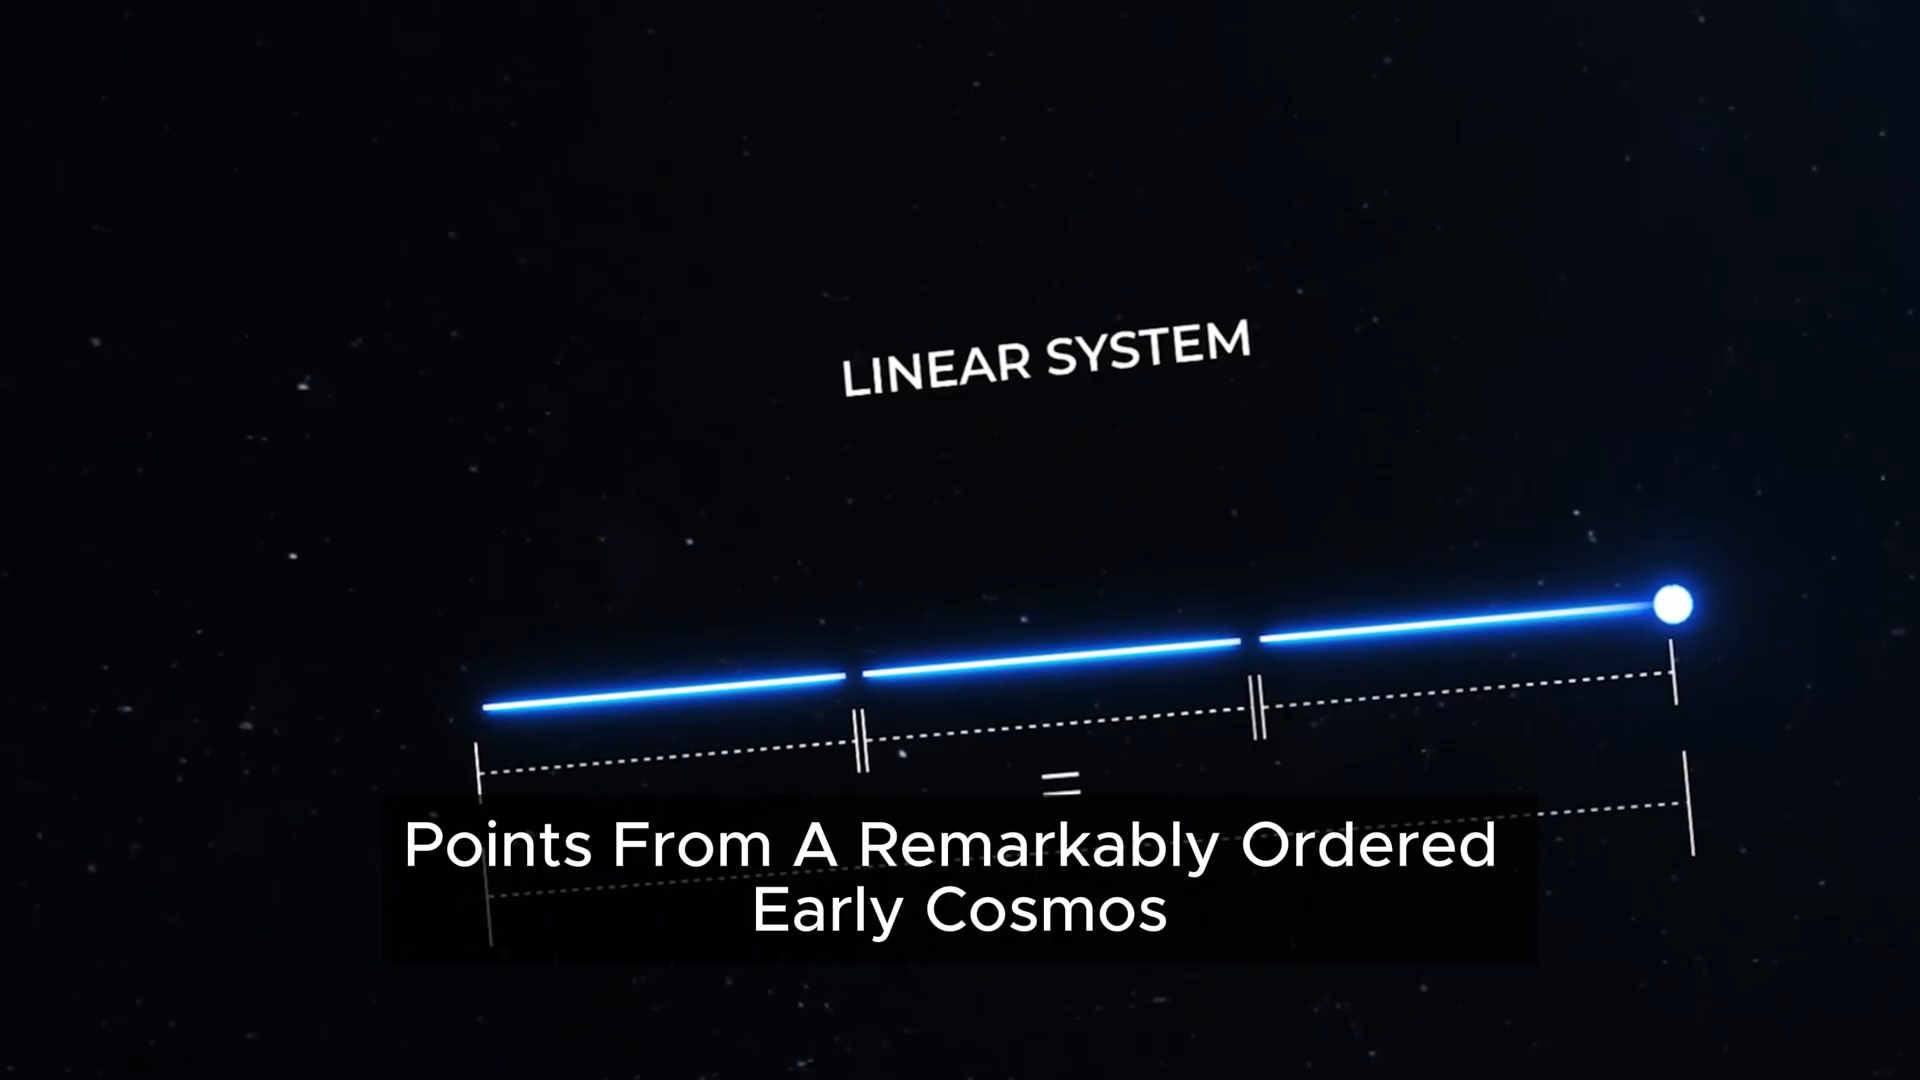 LINEAR SYSTEM
=
Points From A Remarkably Ordered
Early Cosmos